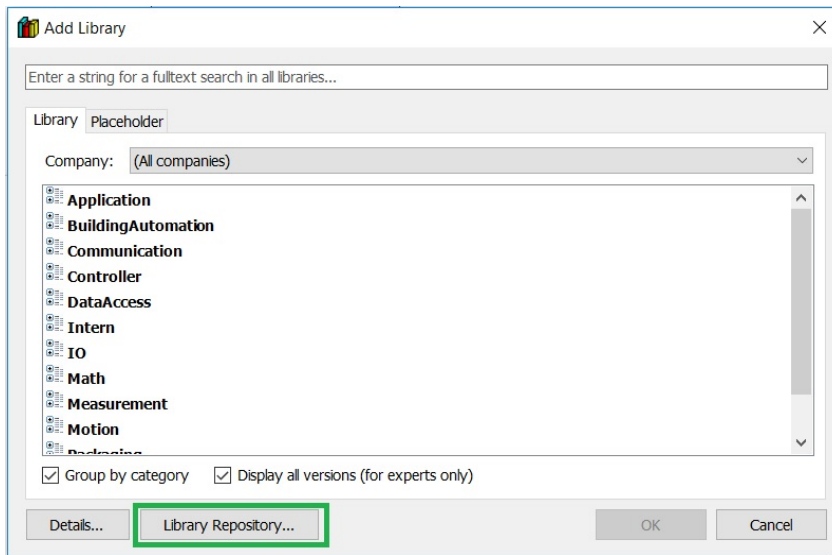 Add Library
Enter a string for a fulltext search in all libraries...
Library Placeholder
Company: (All companies)
Application
BuildingAutomation
Communication
Controller
DataAccess
Intern
IO
Math
Measurement
Motion
Packaging
Group by category Display all versions (for experts only)
Details... Library Repository... OK Cancel